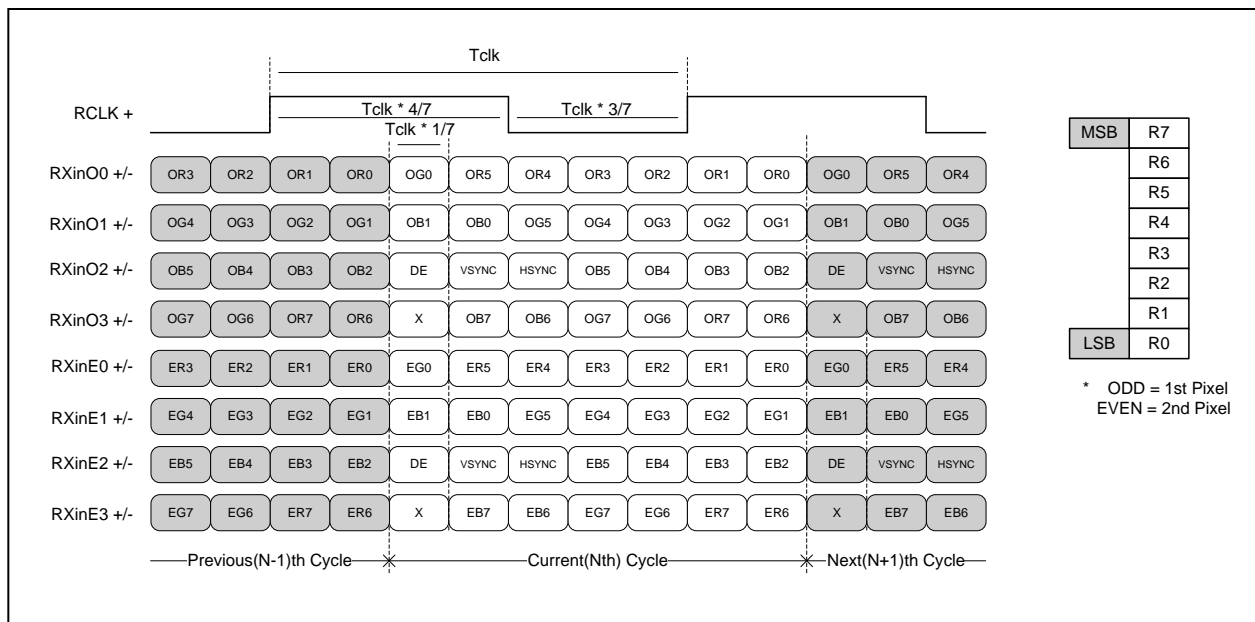 Tclk
RCLK +
Tclk * 4/7
Tclk * 3/7
Tclk * 1/7
RXinO0 +/- OR3 OR2 OR1 OR0 OG0 OR5 OR4 OR3 OR2 OR1 OR0 OG0 OR5 OR4
RXinO1 +/- OG4 OG3 OG2 OG1 OB1 OB0 OG5 OG4 OG3 OG2 OG1 OB1 OB0 OG5
RXinO2 +/- OB5 OB4 OB3 OB2 DE VSYNC HSYNC OB5 OB4 OB3 OB2 DE VSYNC HSYNC
RXinO3 +/- OG7 OG6 OR7 OR6 X OB7 OB6 OG7 OG6 OR7 OR6 X OB7 OB6
RXinE0 +/- ER3 ER2 ER1 ER0 EG0 ER5 ER4 ER3 ER2 ER1 ER0 EG0 ER5 ER4
RXinE1 +/- EG4 EG3 EG2 EG1 EB1 EB0 EG5 EG4 EG3 EG2 EG1 EB1 EB0 EG5
RXinE2 +/- EB5 EB4 EB3 EB2 DE VSYNC HSYNC EB5 EB4 EB3 EB2 DE VSYNC HSYNC
RXinE3 +/- EG7 EG6 ER7 ER6 X EB7 EB6 EG7 EG6 ER7 ER6 X EB7 EB6
Previous(N-1)th Cycle Current(Nth) Cycle Next(N+1)th Cycle
MSB R7
R6
R5
R4
R3
R2
R1
LSB R0
* ODD = 1st Pixel
EVEN = 2nd Pixel